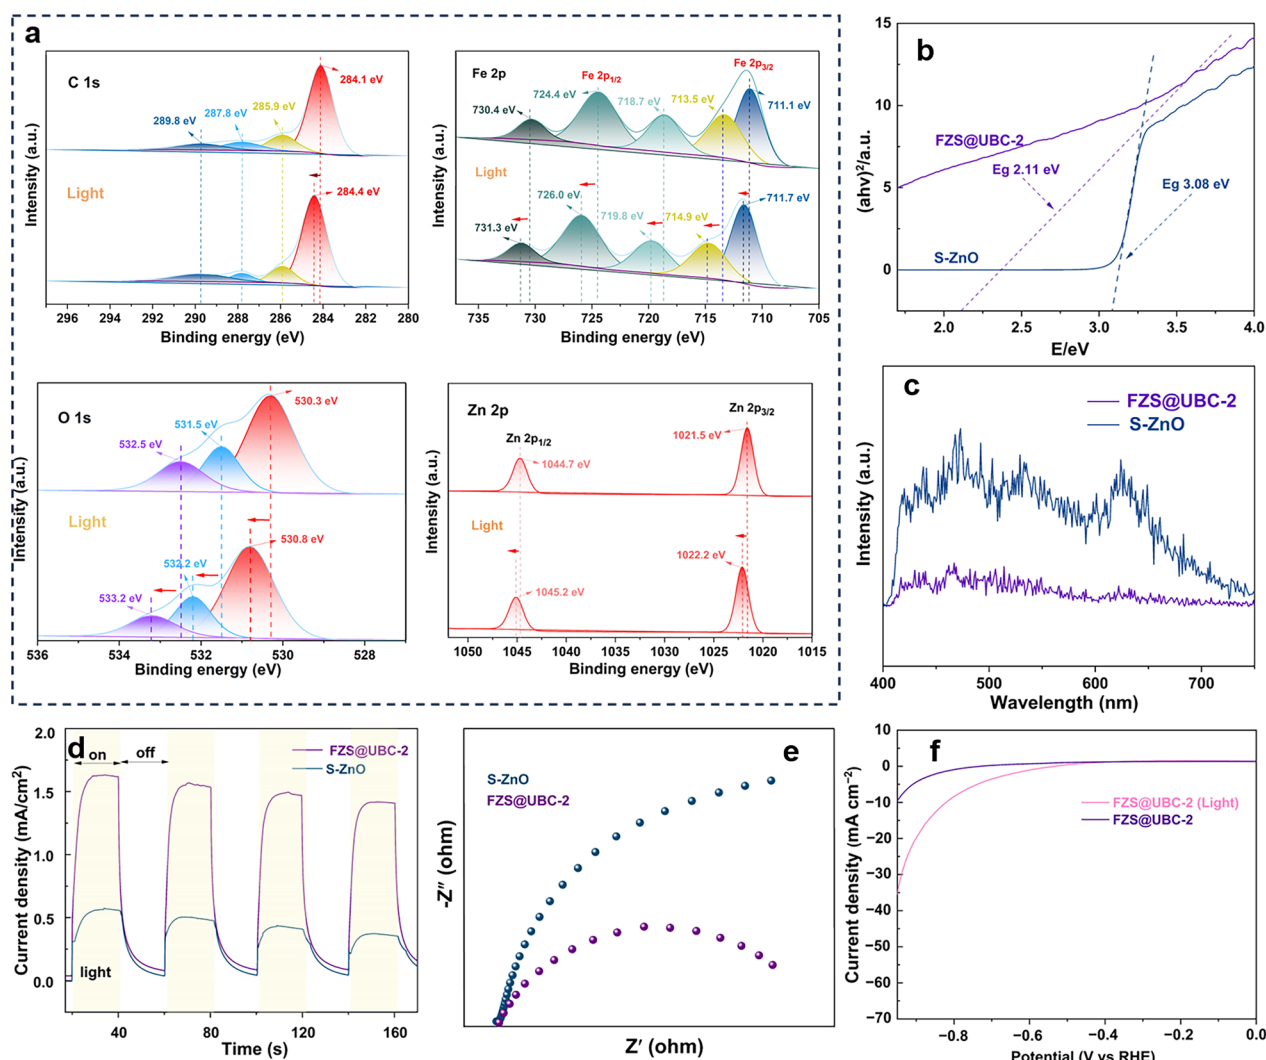 a
C 1s
284.1 eV
285.9 eV
287.8 eV
289.8 eV
Light
284.4 eV
Intensity (a.u.)
296 294 292 290 288 286 284 282 280
Binding energy (eV)
Fe 2p
Fe 2p1/2
Fe 2p3/2
730.4 eV
724.4 eV
718.7 eV
713.5 eV
711.1 eV
Light
731.3 eV
726.0 eV
719.8 eV
714.9 eV
711.7 eV
Intensity (a.u.)
735 730 725 720 715 710 705
Binding energy (eV)
O 1s
530.3 eV
531.5 eV
532.5 eV
Light
530.8 eV
532.2 eV
533.2 eV
Intensity (a.u.)
536 534 532 530 528
Binding energy (eV)
Zn 2p
Zn 2p1/2
Zn 2p3/2
1044.7 eV
1021.5 eV
Light
1045.2 eV
1022.2 eV
Intensity (a.u.)
1050 1045 1040 1035 1030 1025 1020 1015
Binding energy (eV)
b
(ahv)²/a.u.
15
10
5
0
FZS@UBC-2
Eg 2.11 eV
Eg 3.08 eV
S-ZnO
2.0 2.5 3.0 3.5 4.0
E/eV
c
FZS@UBC-2
S-ZnO
Intensity (a.u.)
400 500 600 700
Wavelength (nm)
d
on
off
FZS@UBC-2
S-ZnO
light
Current density (mA/cm²)
2.0
1.5
1.0
0.5
0.0
40 80 120 160
Time (s)
e
S-ZnO
FZS@UBC-2
-Z″ (ohm)
Z′ (ohm)
f
FZS@UBC-2 (Light)
FZS@UBC-2
Current density (mA cm⁻²)
10
0
−10
−20
−30
−40
−50
−60
−70
−0.8 −0.6 −0.4 −0.2 0.0
Potential (V vs RHE)